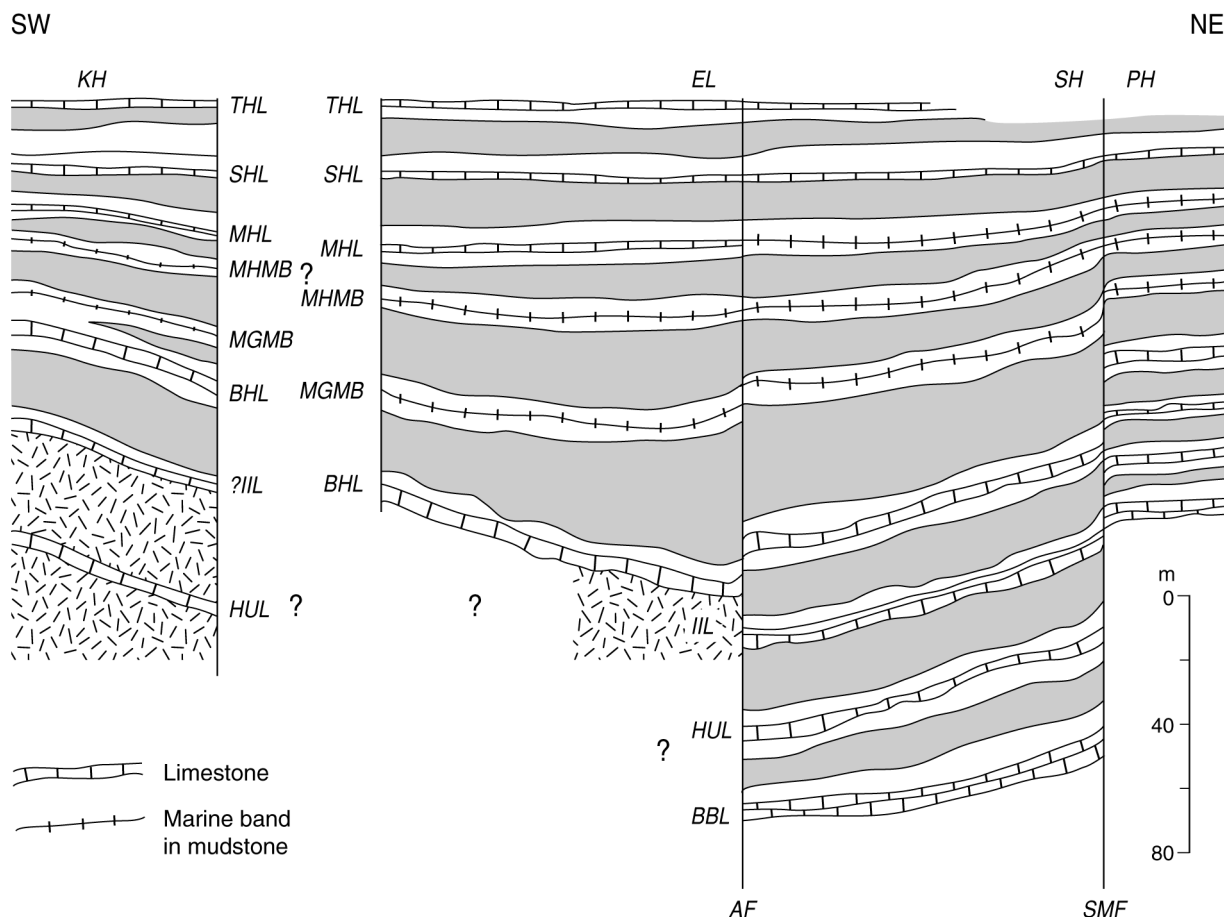 SW
NE
KH
EL
SH
PH
THL
THL
SHL
SHL
MHL
MHL
MHMB
?
MHMB
MGMB
MGMB
BHL
BHL
?IIL
m
0
HUL
?
?
IIL
40
HUL
?
Limestone
BBL
Marine band
in mudstone
80
AF
SMF